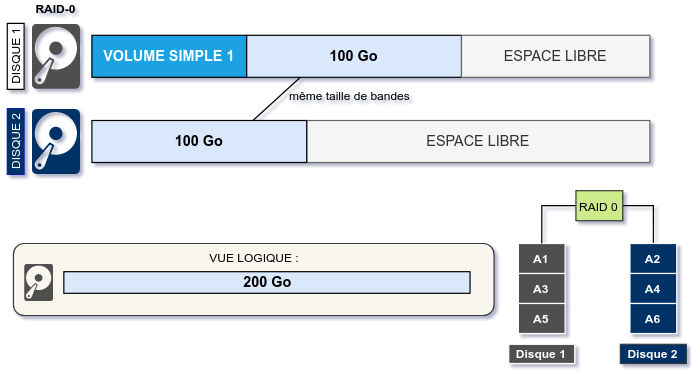 RAID-0
DISQUE 1
VOLUME SIMPLE 1 100 Go ESPACE LIBRE
même taille de bandes
DISQUE 2
100 Go ESPACE LIBRE
RAID 0
VUE LOGIQUE :
200 Go
A1 A2
A3 A4
A5 A6
Disque 1 Disque 2